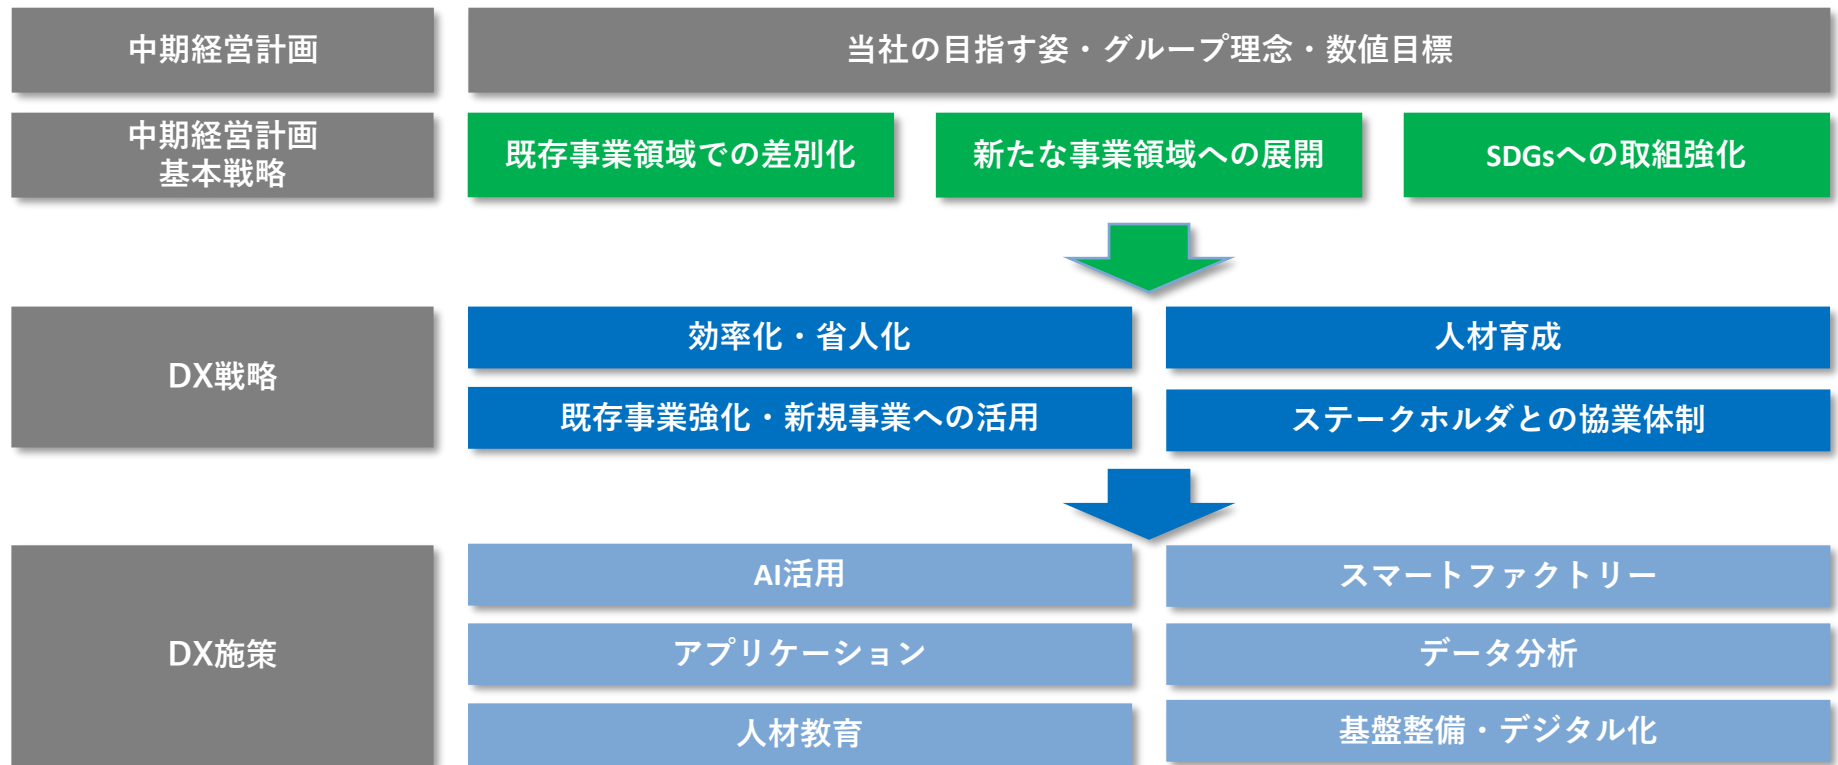 中期経営計画
当社の目指す姿・グループ理念・数値目標
中期経営計画
基本戦略
既存事業領域での差別化
新たな事業領域への展開
SDGsへの取組強化
DX戦略
効率化・省人化
人材育成
既存事業強化・新規事業への活用
ステークホルダとの協業体制
DX施策
AI活用
スマートファクトリー
アプリケーション
データ分析
人材教育
基盤整備・デジタル化